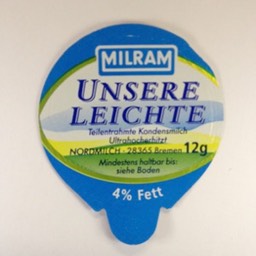 MILRAM
UNSERE
LEICHTE
Teilentrahmte Kondensmilch
Ultrahocherhitzt
NORDMILCH · 28365 Bremen 12g
Mindestens haltbar bis:
siehe Boden
4% Fett